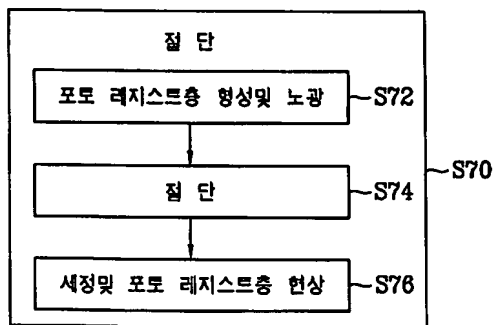 절 단
포토 레지스트층 형성및 노광
S72
절 단
S74
S70
세정및 포토 레지스트층 현상
S76